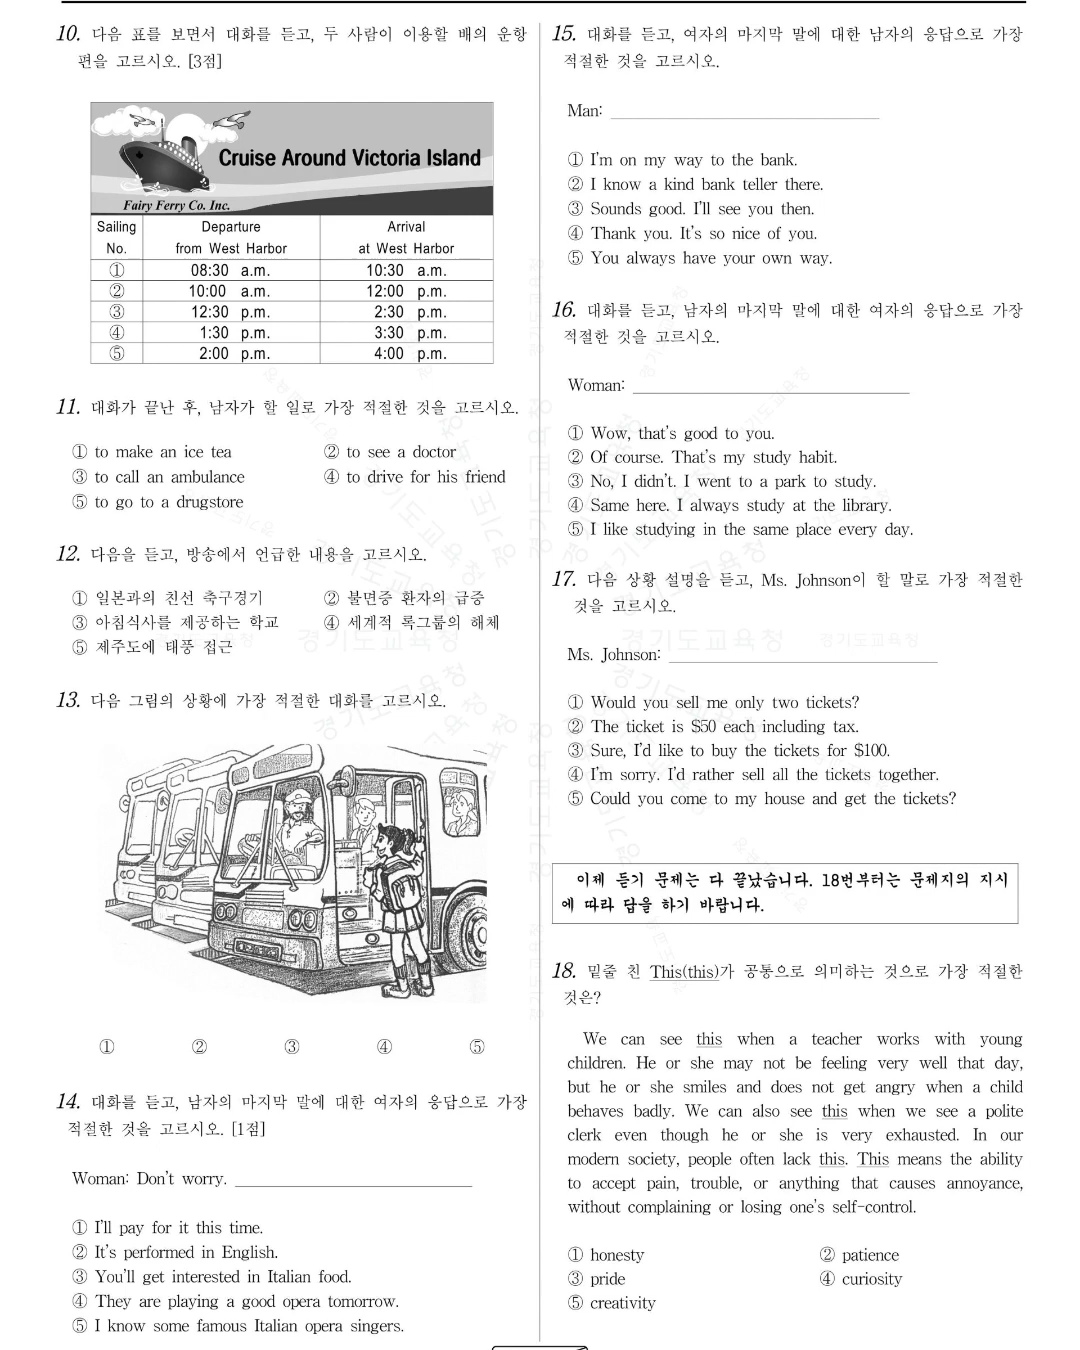 10. 다음 표를 보면서 대화를 듣고, 두 사람이 이용할 배의 운항
편을 고르시오. [3점]
Cruise Around Victoria Island
Fairy Ferry Co. Inc.
Sailing No. Departure from West Harbor Arrival at West Harbor
① 08:30 a.m. 10:30 a.m.
② 10:00 a.m. 12:00 p.m.
③ 12:30 p.m. 2:30 p.m.
④ 1:30 p.m. 3:30 p.m.
⑤ 2:00 p.m. 4:00 p.m.
11. 대화가 끝난 후, 남자가 할 일로 가장 적절한 것을 고르시오.
① to make an ice tea ② to see a doctor
③ to call an ambulance ④ to drive for his friend
⑤ to go to a drugstore
12. 다음을 듣고, 방송에서 언급한 내용을 고르시오.
① 일본과의 친선 축구경기 ② 불면증 환자의 급증
③ 아침식사를 제공하는 학교 ④ 세계적 록그룹의 해체
⑤ 제주도에 태풍 접근
13. 다음 그림의 상황에 가장 적절한 대화를 고르시오.
① ② ③ ④ ⑤
14. 대화를 듣고, 남자의 마지막 말에 대한 여자의 응답으로 가장
적절한 것을 고르시오. [1점]
Woman: Don't worry.
① I'll pay for it this time.
② It's performed in English.
③ You'll get interested in Italian food.
④ They are playing a good opera tomorrow.
⑤ I know some famous Italian opera singers.
15. 대화를 듣고, 여자의 마지막 말에 대한 남자의 응답으로 가장
적절한 것을 고르시오.
Man:
① I'm on my way to the bank.
② I know a kind bank teller there.
③ Sounds good. I'll see you then.
④ Thank you. It's so nice of you.
⑤ You always have your own way.
16. 대화를 듣고, 남자의 마지막 말에 대한 여자의 응답으로 가장
적절한 것을 고르시오.
Woman:
① Wow, that's good to you.
② Of course. That's my study habit.
③ No, I didn't. I went to a park to study.
④ Same here. I always study at the library.
⑤ I like studying in the same place every day.
17. 다음 상황 설명을 듣고, Ms. Johnson이 할 말로 가장 적절한
것을 고르시오.
Ms. Johnson:
① Would you sell me only two tickets?
② The ticket is $50 each including tax.
③ Sure, I'd like to buy the tickets for $100.
④ I'm sorry. I'd rather sell all the tickets together.
⑤ Could you come to my house and get the tickets?
이제 듣기 문제는 다 끝났습니다. 18번부터는 문제지의 지시
에 따라 답을 하기 바랍니다.
18. 밑줄 친 This(this)가 공통으로 의미하는 것으로 가장 적절한
것은?
We can see this when a teacher works with young
children. He or she may not be feeling very well that day,
but he or she smiles and does not get angry when a child
behaves badly. We can also see this when we see a polite
clerk even though he or she is very exhausted. In our
modern society, people often lack this. This means the ability
to accept pain, trouble, or anything that causes annoyance,
without complaining or losing one's self-control.
① honesty ② patience
③ pride ④ curiosity
⑤ creativity
경기도교육청